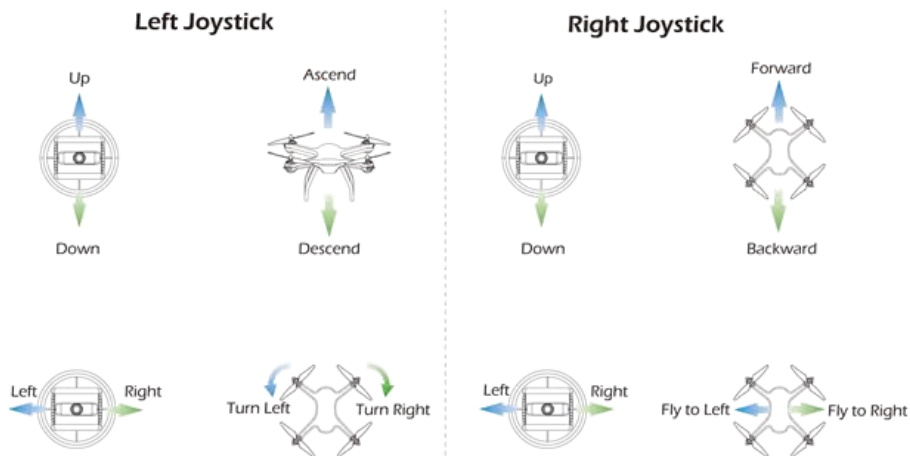 Left Joystick
Up
Ascend
Down
Descend
Left
Right
Turn Left
Turn Right
Right Joystick
Up
Forward
Down
Backward
Left
Right
Fly to Left
Fly to Right